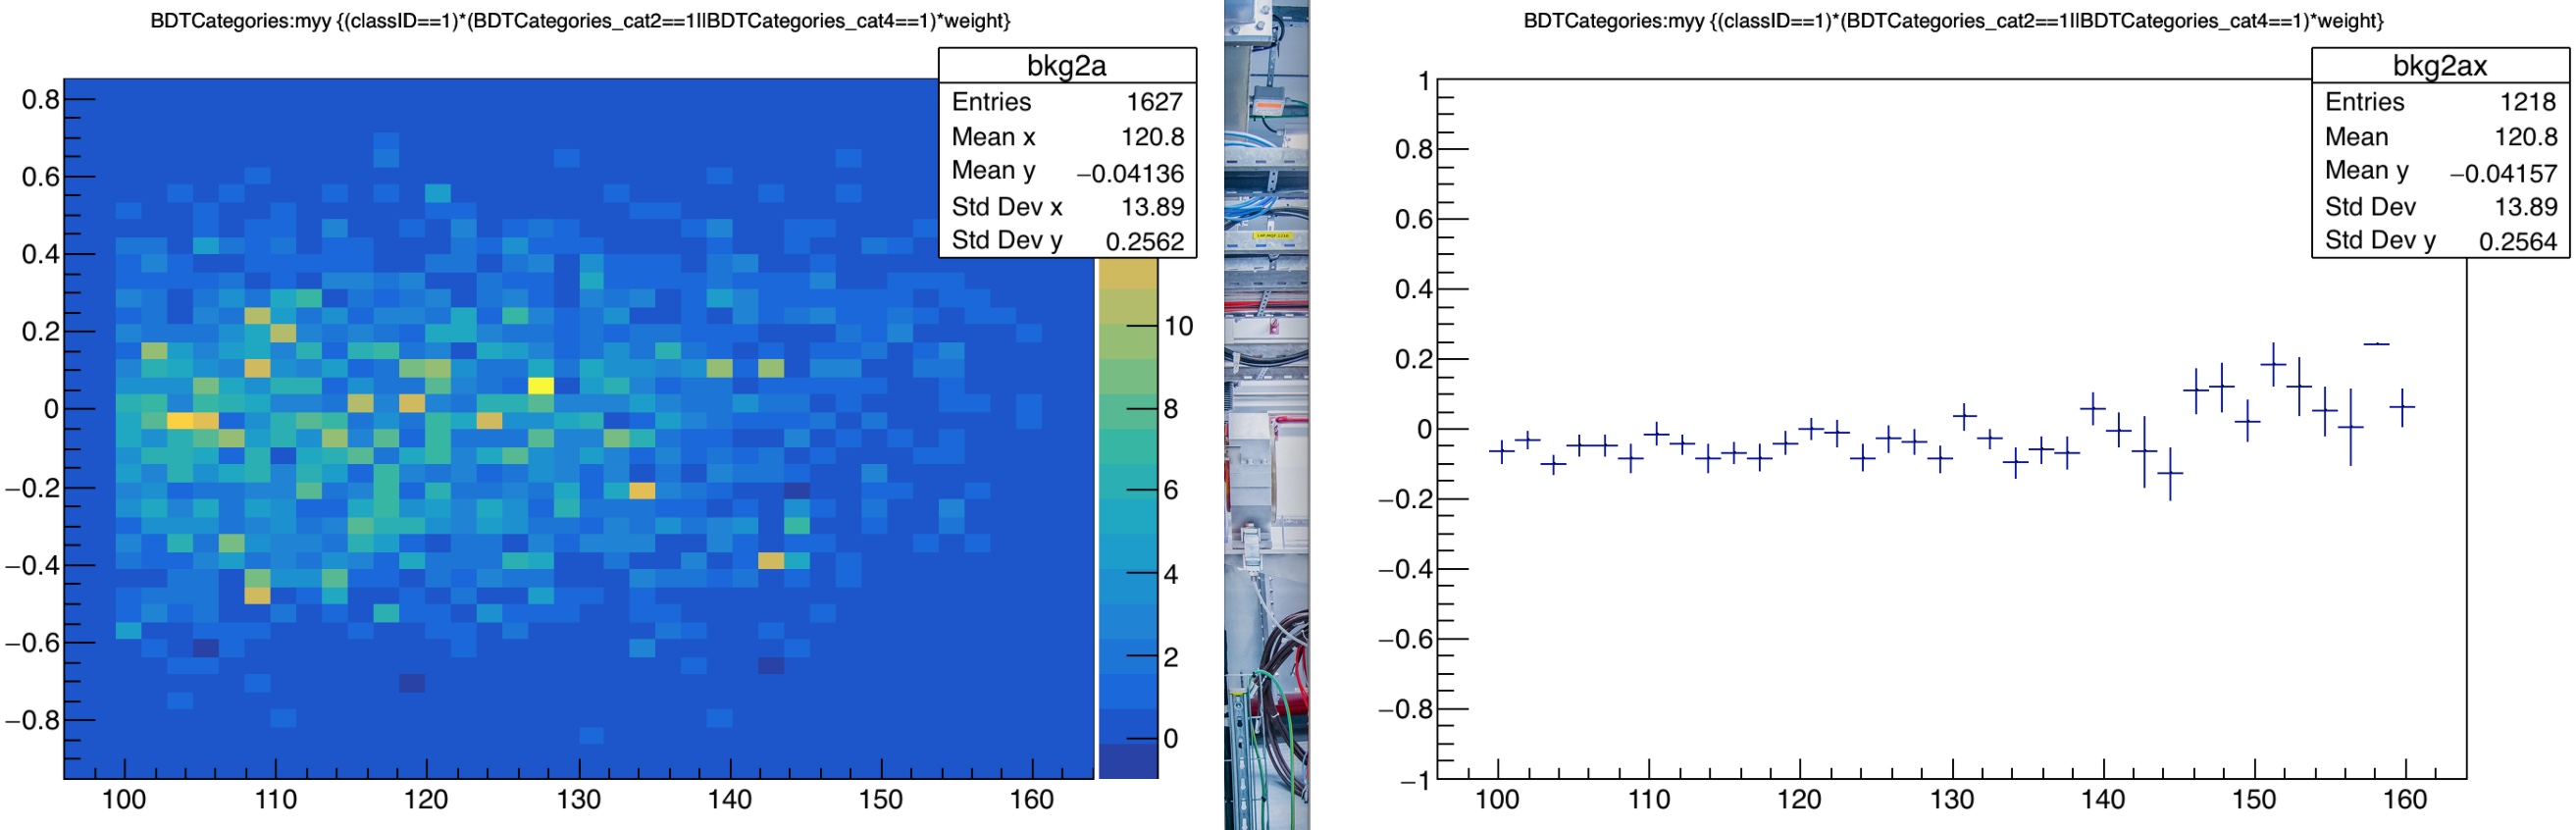 BDTCategories:myy {(classID==1)*(BDTCategories_cat2==1||BDTCategories_cat4==1)*weight}
bkg2a
Entries 1627
Mean x 120.8
Mean y −0.04136
Std Dev x 13.89
Std Dev y 0.2562
0.8
0.6
0.4
0.2
0
−0.2
−0.4
−0.6
−0.8
100 110 120 130 140 150 160
10
8
6
4
2
0
BDTCategories:myy {(classID==1)*(BDTCategories_cat2==1||BDTCategories_cat4==1)*weight}
bkg2ax
Entries 1218
Mean 120.8
Mean y −0.04157
Std Dev 13.89
Std Dev y 0.2564
1
0.8
0.6
0.4
0.2
0
−0.2
−0.4
−0.6
−0.8
−1
100 110 120 130 140 150 160